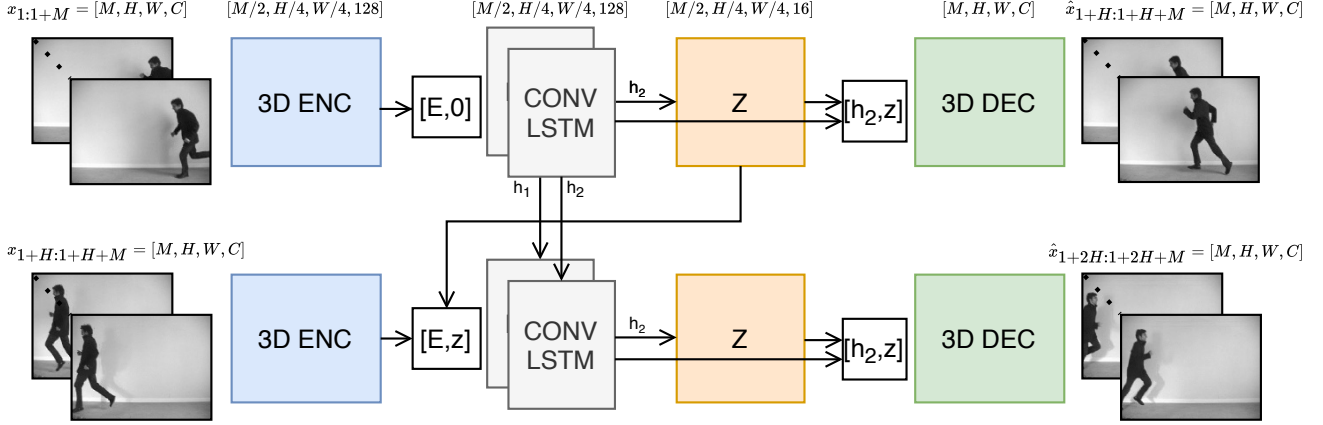 x_{1:1+M} = [M, H, W, C]
[M/2, H/4, W/4, 128]
[M/2, H/4, W/4, 128]
[M/2, H/4, W/4, 16]
[M, H, W, C]
x̂_{1+H:1+H+M} = [M, H, W, C]
3D ENC
[E,0]
CONV
LSTM
h₂
Z
[h₂,z]
3D DEC
h₁
h₂
x_{1+H:1+H+M} = [M, H, W, C]
x̂_{1+2H:1+2H+M} = [M, H, W, C]
3D ENC
[E,z]
CONV
LSTM
h₂
Z
[h₂,z]
3D DEC